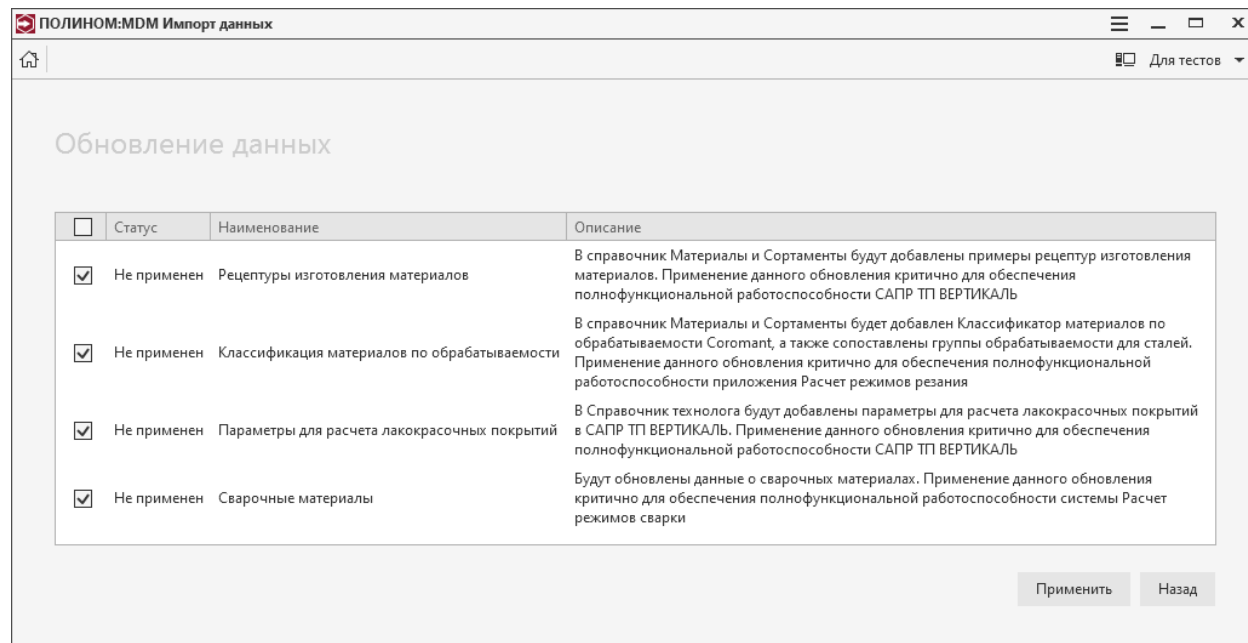 ПОЛИНОМ:MDM Импорт данных
Для тестов
Обновление данных
Статус Наименование Описание
Не применен Рецептуры изготовления материалов
В справочник Материалы и Сортаменты будут добавлены примеры рецептур изготовления
материалов. Применение данного обновления критично для обеспечения
полнофункциональной работоспособности САПР ТП ВЕРТИКАЛЬ
Не применен Классификация материалов по обрабатываемости
В справочник Материалы и Сортаменты будет добавлен Классификатор материалов по
обрабатываемости Coromant, а также сопоставлены группы обрабатываемости для сталей.
Применение данного обновления критично для обеспечения полнофункциональной
работоспособности приложения Расчет режимов резания
Не применен Параметры для расчета лакокрасочных покрытий
В Справочник технолога будут добавлены параметры для расчета лакокрасочных покрытий
в САПР ТП ВЕРТИКАЛЬ. Применение данного обновления критично для обеспечения
полнофункциональной работоспособности САПР ТП ВЕРТИКАЛЬ
Не применен Сварочные материалы
Будут обновлены данные о сварочных материалах. Применение данного обновления
критично для обеспечения полнофункциональной работоспособности системы Расчет
режимов сварки
Применить Назад